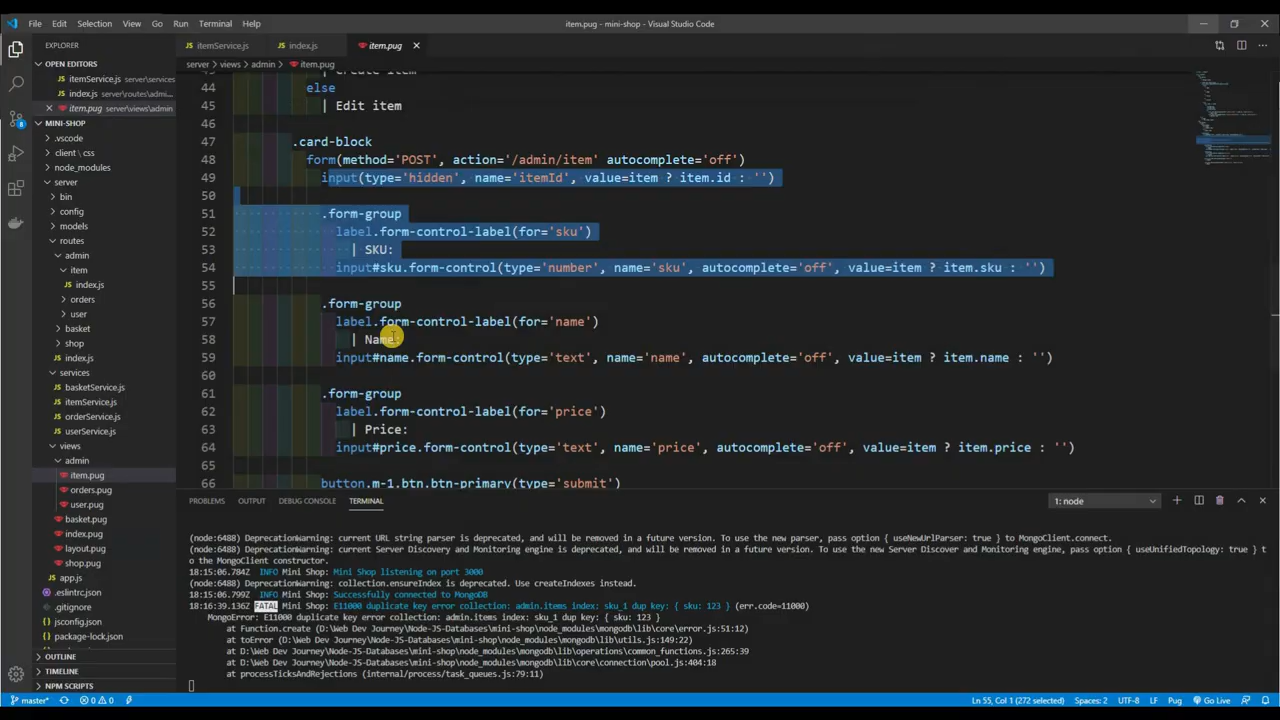 File Edit Selection View Go Run Terminal Help
item.pug - mini-shop - Visual Studio Code
EXPLORER
itemService.js
index.js
item.pug
OPEN EDITORS
itemService.js server\services
index.js server\routes\admin...
item.pug server\views\admin
MINI-SHOP
.vscode
client \ css
node_modules
server
bin
config
models
routes
admin
item
index.js
orders
user
basket
shop
index.js
services
basketService.js
itemService.js
orderService.js
userService.js
views
admin
item.pug
orders.pug
user.pug
basket.pug
index.pug
layout.pug
shop.pug
app.js
.eslintrc.json
.gitignore
jsconfig.json
package-lock.json
OUTLINE
TIMELINE
NPM SCRIPTS
server > views > admin > item.pug
43 | Create item
44 else
45 | Edit item
46
47 .card-block
48 form(method='POST', action='/admin/item' autocomplete='off')
49 input(type='hidden', name='itemId', value=item ? item.id : '')
50
51 .form-group
52 label.form-control-label(for='sku')
53 | SKU:
54 input#sku.form-control(type='number', name='sku', autocomplete='off', value=item ? item.sku : '')
55
56 .form-group
57 label.form-control-label(for='name')
58 | Name:
59 input#name.form-control(type='text', name='name', autocomplete='off', value=item ? item.name : '')
60
61 .form-group
62 label.form-control-label(for='price')
63 | Price:
64 input#price.form-control(type='text', name='price', autocomplete='off', value=item ? item.price : '')
65
66 button.m-1.btn.btn-primary(type='submit')
PROBLEMS OUTPUT DEBUG CONSOLE TERMINAL
1: node
(node:6488) DeprecationWarning: current URL string parser is deprecated, and will be removed in a future version. To use the new parser, pass option { useNewUrlParser: true } to MongoClient.connect.
(node:6488) DeprecationWarning: current Server Discovery and Monitoring engine is deprecated, and will be removed in a future version. To use the new Server Discover and Monitoring engine, pass option { useUnifiedTopology: true } t
o the MongoClient constructor.
18:15:06.784Z INFO Mini Shop: Mini Shop listening on port 3000
(node:6488) DeprecationWarning: collection.ensureIndex is deprecated. Use createIndexes instead.
18:15:06.799Z INFO Mini Shop: Successfully connected to MongoDB
18:16:39.136Z FATAL Mini Shop: E11000 duplicate key error collection: admin.items index: sku_1 dup key: { sku: 123 } (err.code=11000)
MongoError: E11000 duplicate key error collection: admin.items index: sku_1 dup key: { sku: 123 }
at Function.create (D:\Web Dev Journey\Node-JS-Databases\mini-shop\node_modules\mongodb\lib\core\error.js:51:12)
at toError (D:\Web Dev Journey\Node-JS-Databases\mini-shop\node_modules\mongodb\lib\utils.js:149:22)
at D:\Web Dev Journey\Node-JS-Databases\mini-shop\node_modules\mongodb\lib\operations\common_functions.js:265:39
at D:\Web Dev Journey\Node-JS-Databases\mini-shop\node_modules\mongodb\lib\core\connection\pool.js:404:18
at processTicksAndRejections (internal/process/task_queues.js:79:11)
master* 0 0
Ln 55, Col 1 (272 selected) Spaces: 2 UTF-8 LF Pug Go Live